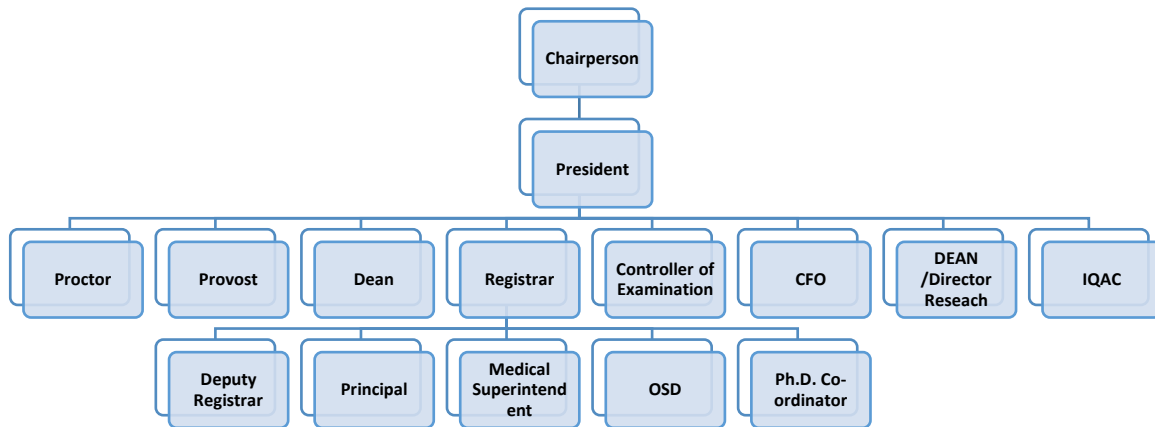 Chairperson
President
Proctor
Provost
Dean
Registrar
Controller of
Examination
CFO
DEAN
/Director
Reseach
IQAC
Deputy
Registrar
Principal
Medical
Superintend
ent
OSD
Ph.D. Co-
ordinator